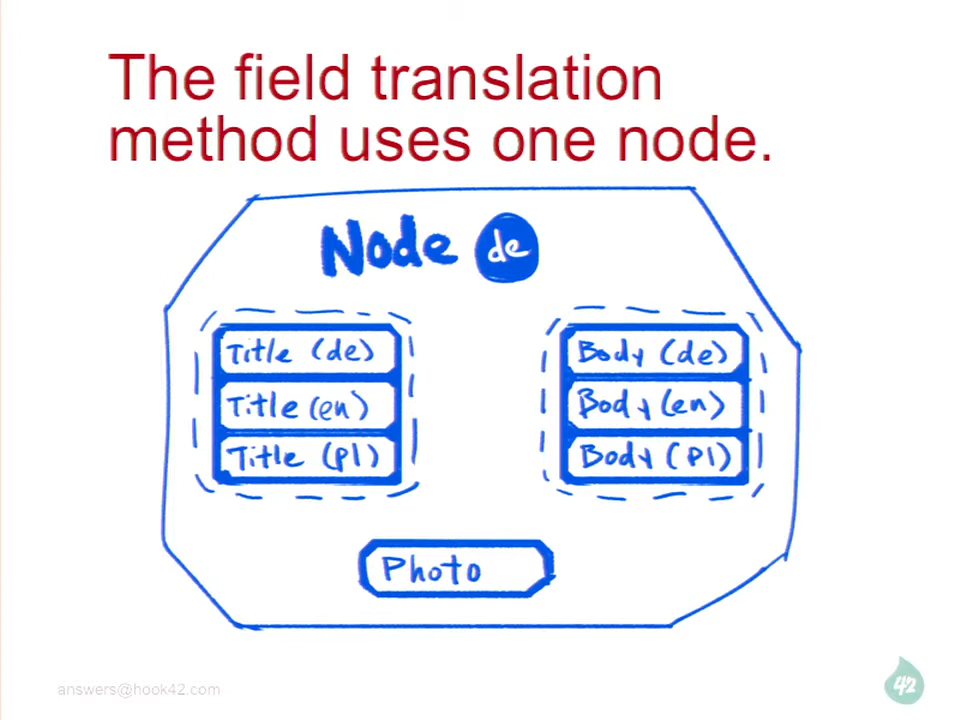 The field translation
method uses one node.
Node de
Title (de)
Title (en)
Title (pl)
Body (de)
Body (en)
Body (pl)
Photo
answers@hook42.com
42